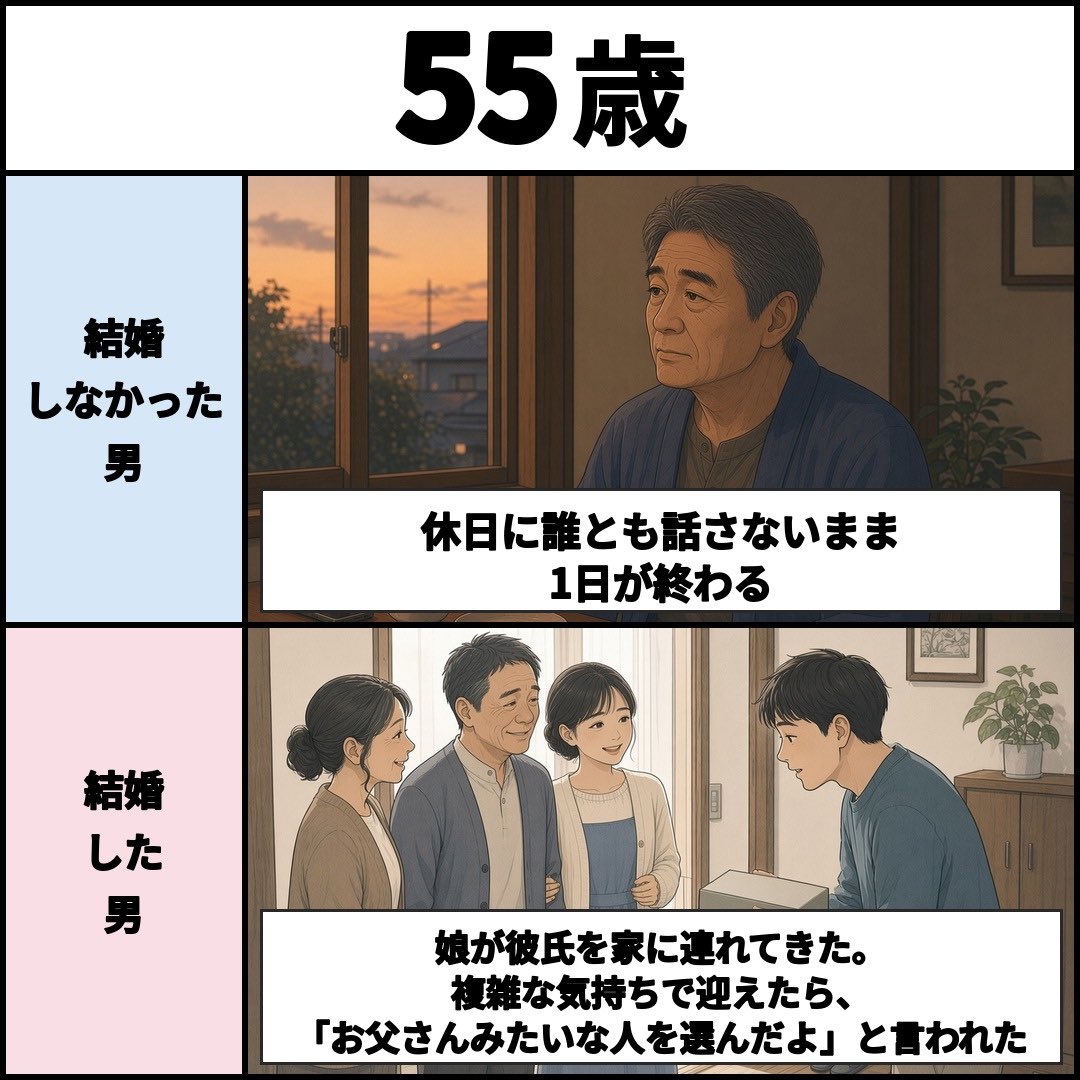 55歳
結婚
しなかった
男
休日に誰とも話さないまま
1日が終わる
結婚
した
男
娘が彼氏を家に連れてきた。
複雑な気持ちで迎えたら、
「お父さんみたいな人を選んだよ」と言われた